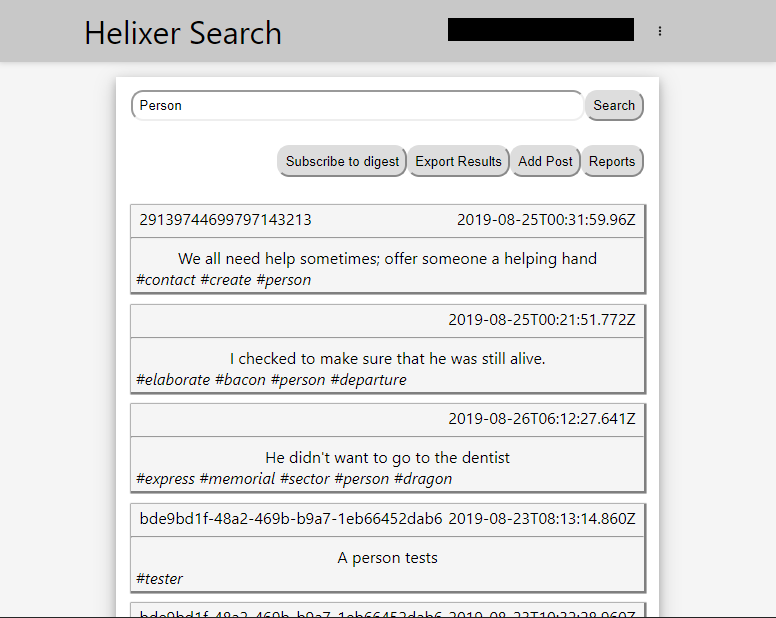 Helixer Search
Person
Search
Subscribe to digest Export Results Add Post Reports
29139744699797143213 2019-08-25T00:31:59.96Z
We all need help sometimes; offer someone a helping hand
#contact #create #person
2019-08-25T00:21:51.772Z
I checked to make sure that he was still alive.
#elaborate #bacon #person #departure
2019-08-26T06:12:27.641Z
He didn't want to go to the dentist
#express #memorial #sector #person #dragon
bde9bd1f-48a2-469b-b9a7-1eb66452dab6 2019-08-23T08:13:14.860Z
A person tests
#tester